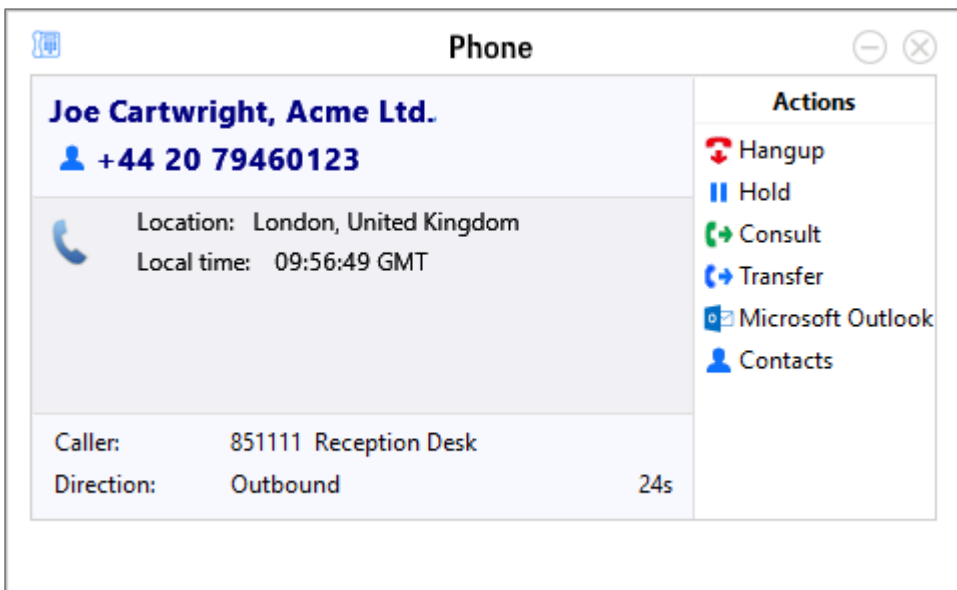 Phone
Joe Cartwright, Acme Ltd.
+44 20 79460123
Location: London, United Kingdom
Local time: 09:56:49 GMT
Caller: 851111 Reception Desk
Direction: Outbound 24s
Actions
Hangup
Hold
Consult
Transfer
Microsoft Outlook
Contacts